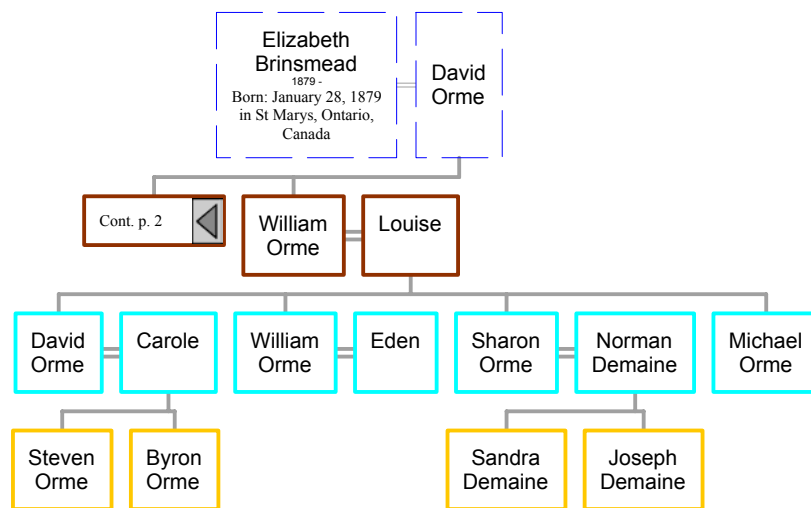 Elizabeth
Brinsmead
1879 -
Born: January 28, 1879
in St Marys, Ontario,
Canada
David
Orme
Cont. p. 2
William
Orme
Louise
David
Orme
Carole
William
Orme
Eden
Sharon
Orme
Norman
Demaine
Michael
Orme
Steven
Orme
Byron
Orme
Sandra
Demaine
Joseph
Demaine